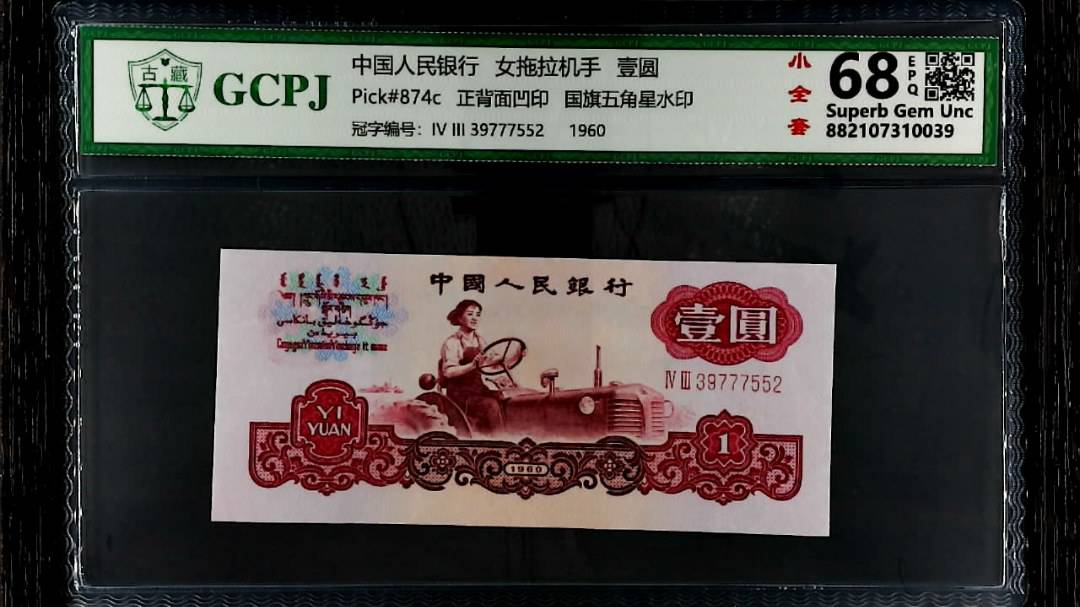 古藏
GCPJ
中国人民银行 女拖拉机手 壹圆
Pick#874c 正背面凹印 国旗五角星水印
冠字编号: IV III 39777552 1960
小全套
68 EPQ
Superb Gem Unc
882107310039
中國人民銀行
壹圓
IV III 39777552
YI
YUAN
1960
1